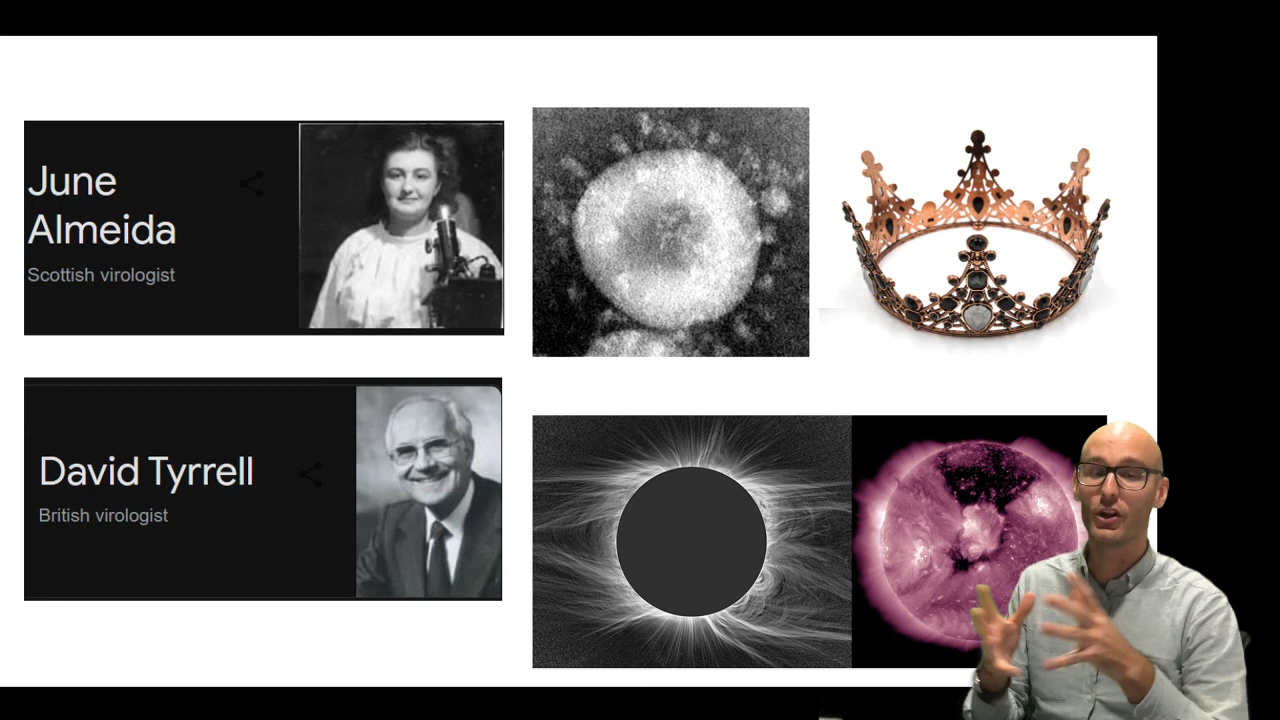 June
Almeida
Scottish virologist
David Tyrrell
British virologist